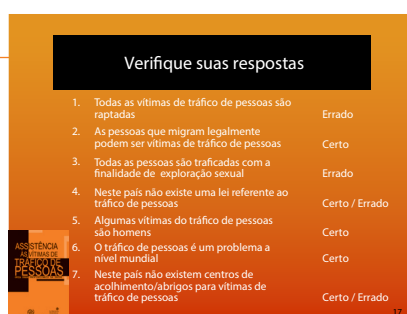 Verifique suas respostas
1. Todas as vítimas de tráfico de pessoas são
raptadas Errado
2. As pessoas que migram legalmente
podem ser vítimas de tráfico de pessoas Certo
3. Todas as pessoas são traficadas com a
finalidade de exploração sexual Errado
4. Neste país não existe uma lei referente ao
tráfico de pessoas Certo / Errado
5. Algumas vítimas do tráfico de pessoas
são homens Certo
6. O tráfico de pessoas é um problema a
nível mundial Certo
7. Neste país não existem centros de
acolhimento/abrigos para vítimas de
tráfico de pessoas Certo / Errado
ASSISTÊNCIA
ÀS VÍTIMAS DE
TRÁFICO DE
PESSOAS
17